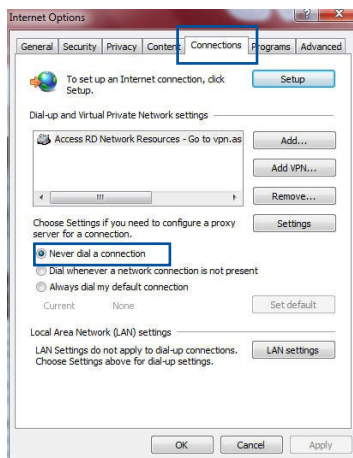 Internet Options
General Security Privacy Content Connections Programs Advanced
To set up an Internet connection, click
Setup.
Setup
Dial-up and Virtual Private Network settings
Access RD Network Resources - Go to vpn.as
Add...
Add VPN...
Remove...
Choose Settings if you need to configure a proxy
server for a connection.
Settings
Never dial a connection
Dial whenever a network connection is not present
Always dial my default connection
Current None
Set default
Local Area Network (LAN) settings
LAN Settings do not apply to dial-up connections.
Choose Settings above for dial-up settings.
LAN settings
OK Cancel Apply